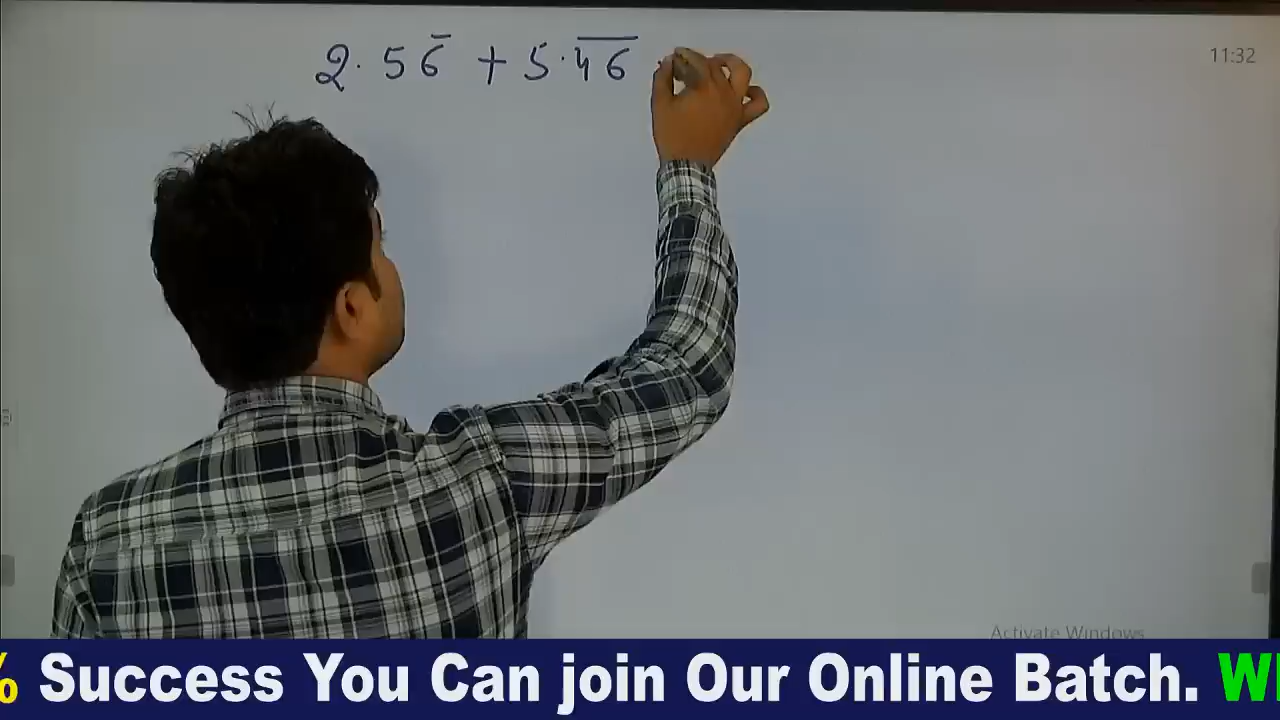 2.56̅ + 5.4̅6̅
11:32
Activate Windows
% Success You Can join Our Online Batch.